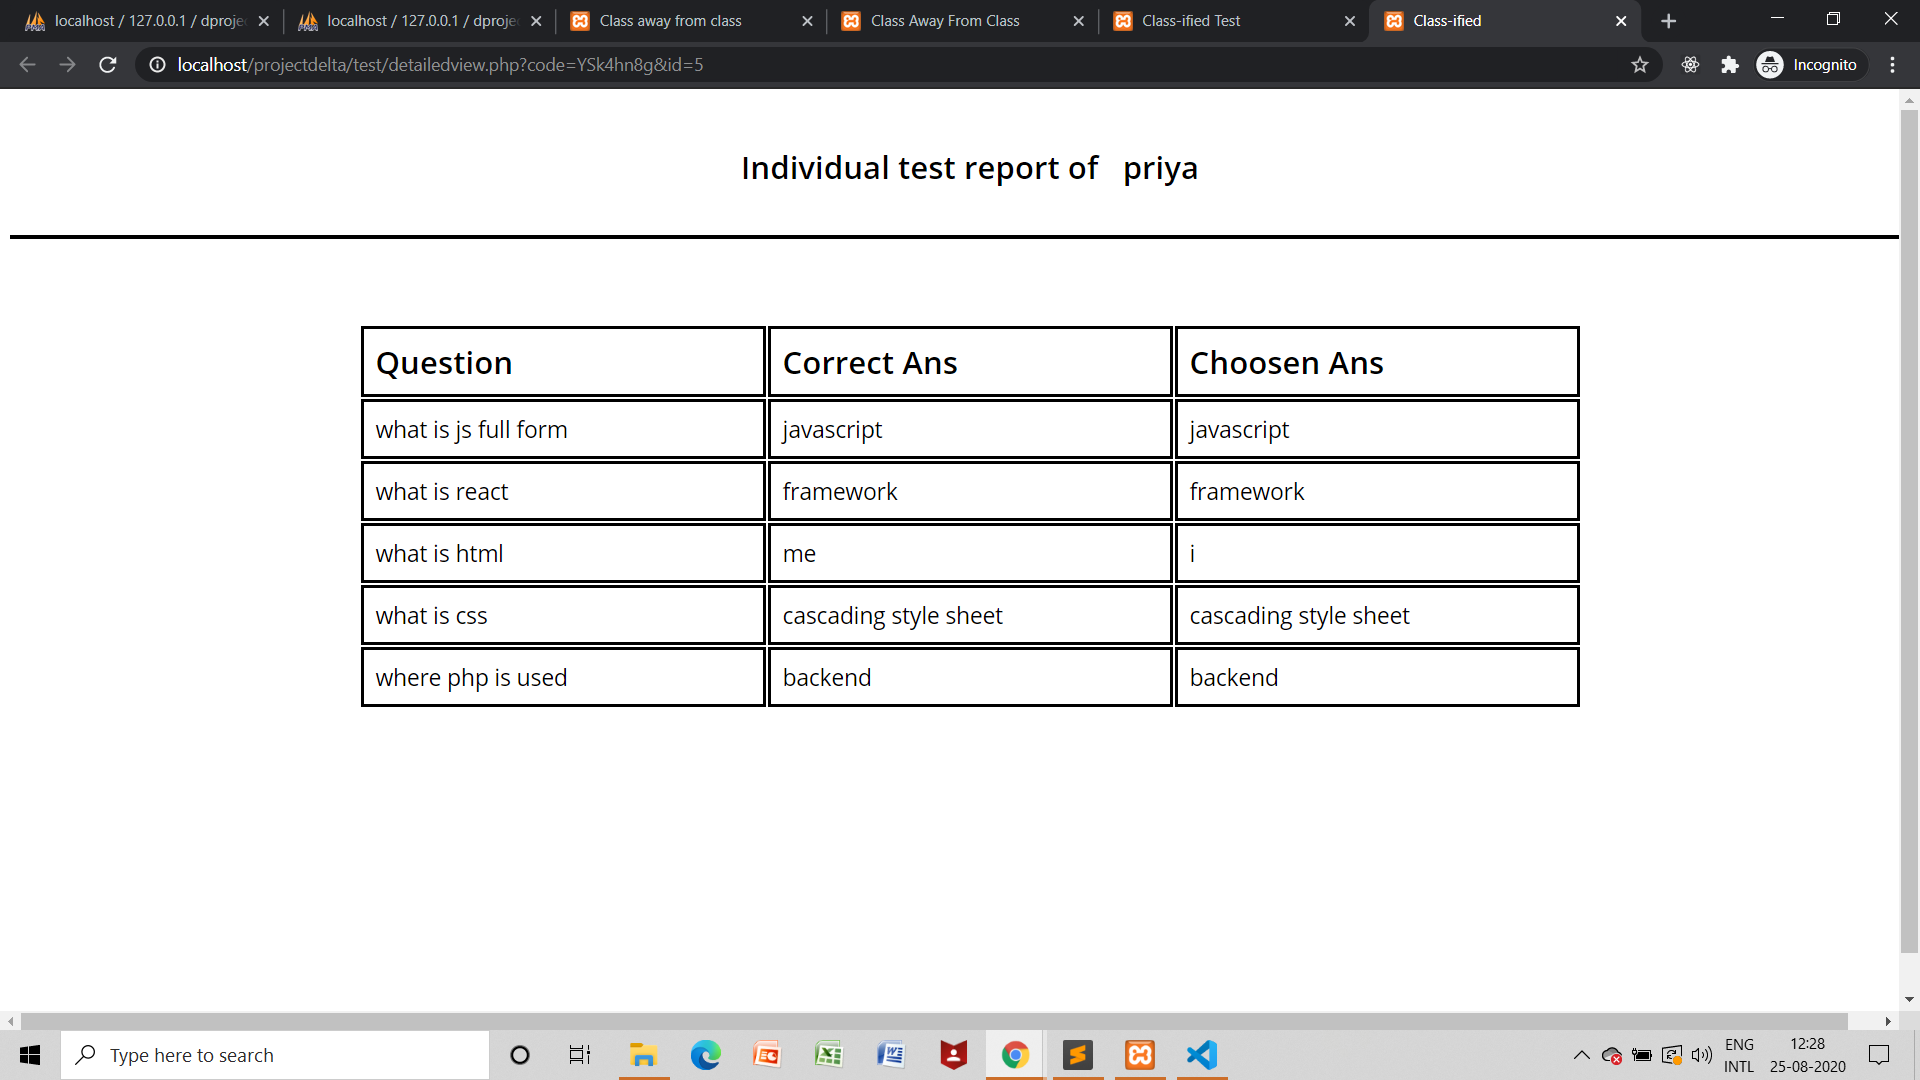 localhost / 127.0.0.1 / dproje
localhost / 127.0.0.1 / dproje
Class away from class
Class Away From Class
Class-ified Test
Class-ified
localhost/projectdelta/test/detailedview.php?code=YSk4hn8g&id=5
Incognito
Individual test report of priya
Question Correct Ans Choosen Ans
what is js full form javascript javascript
what is react framework framework
what is html me i
what is css cascading style sheet cascading style sheet
where php is used backend backend
Type here to search
ENG
INTL
12:28
25-08-2020